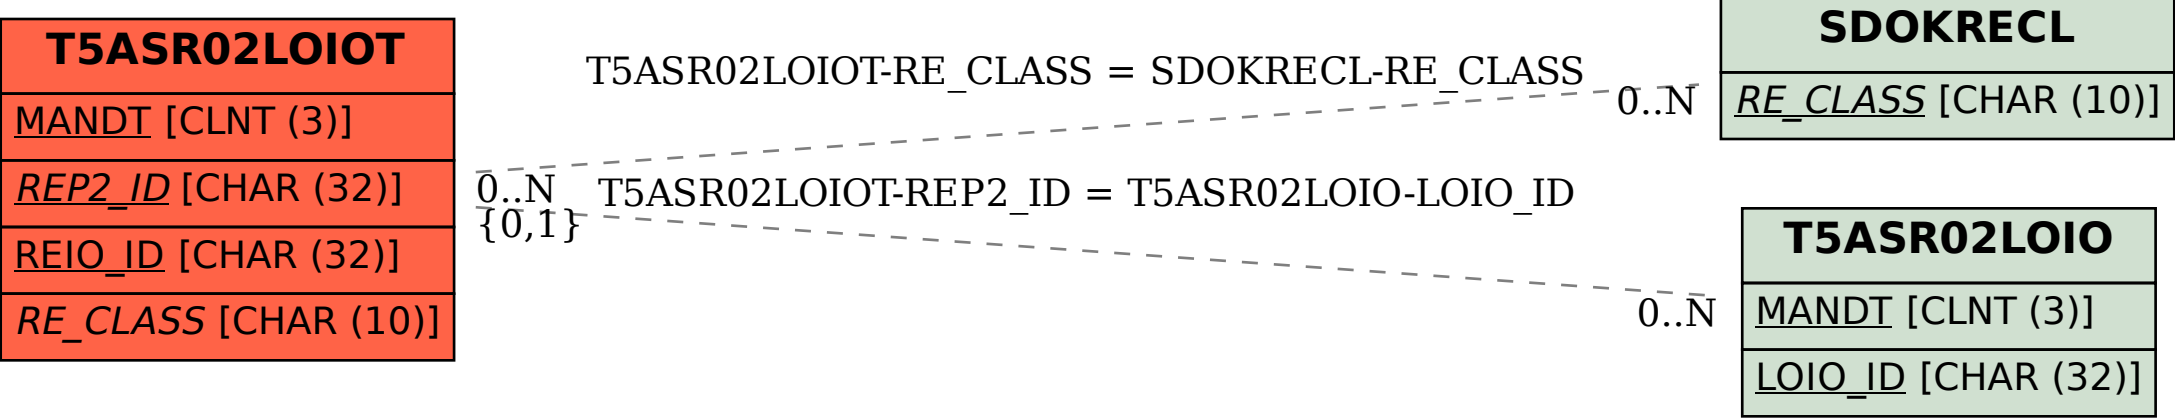 T5ASR02LOIOT
MANDT [CLNT (3)]
REP2_ID [CHAR (32)]
REIO_ID [CHAR (32)]
RE_CLASS [CHAR (10)]
T5ASR02LOIOT-RE_CLASS = SDOKRECL-RE_CLASS
0..N
0..N
T5ASR02LOIOT-REP2_ID = T5ASR02LOIO-LOIO_ID
{0,1}
0..N
SDOKRECL
RE_CLASS [CHAR (10)]
T5ASR02LOIO
MANDT [CLNT (3)]
LOIO_ID [CHAR (32)]